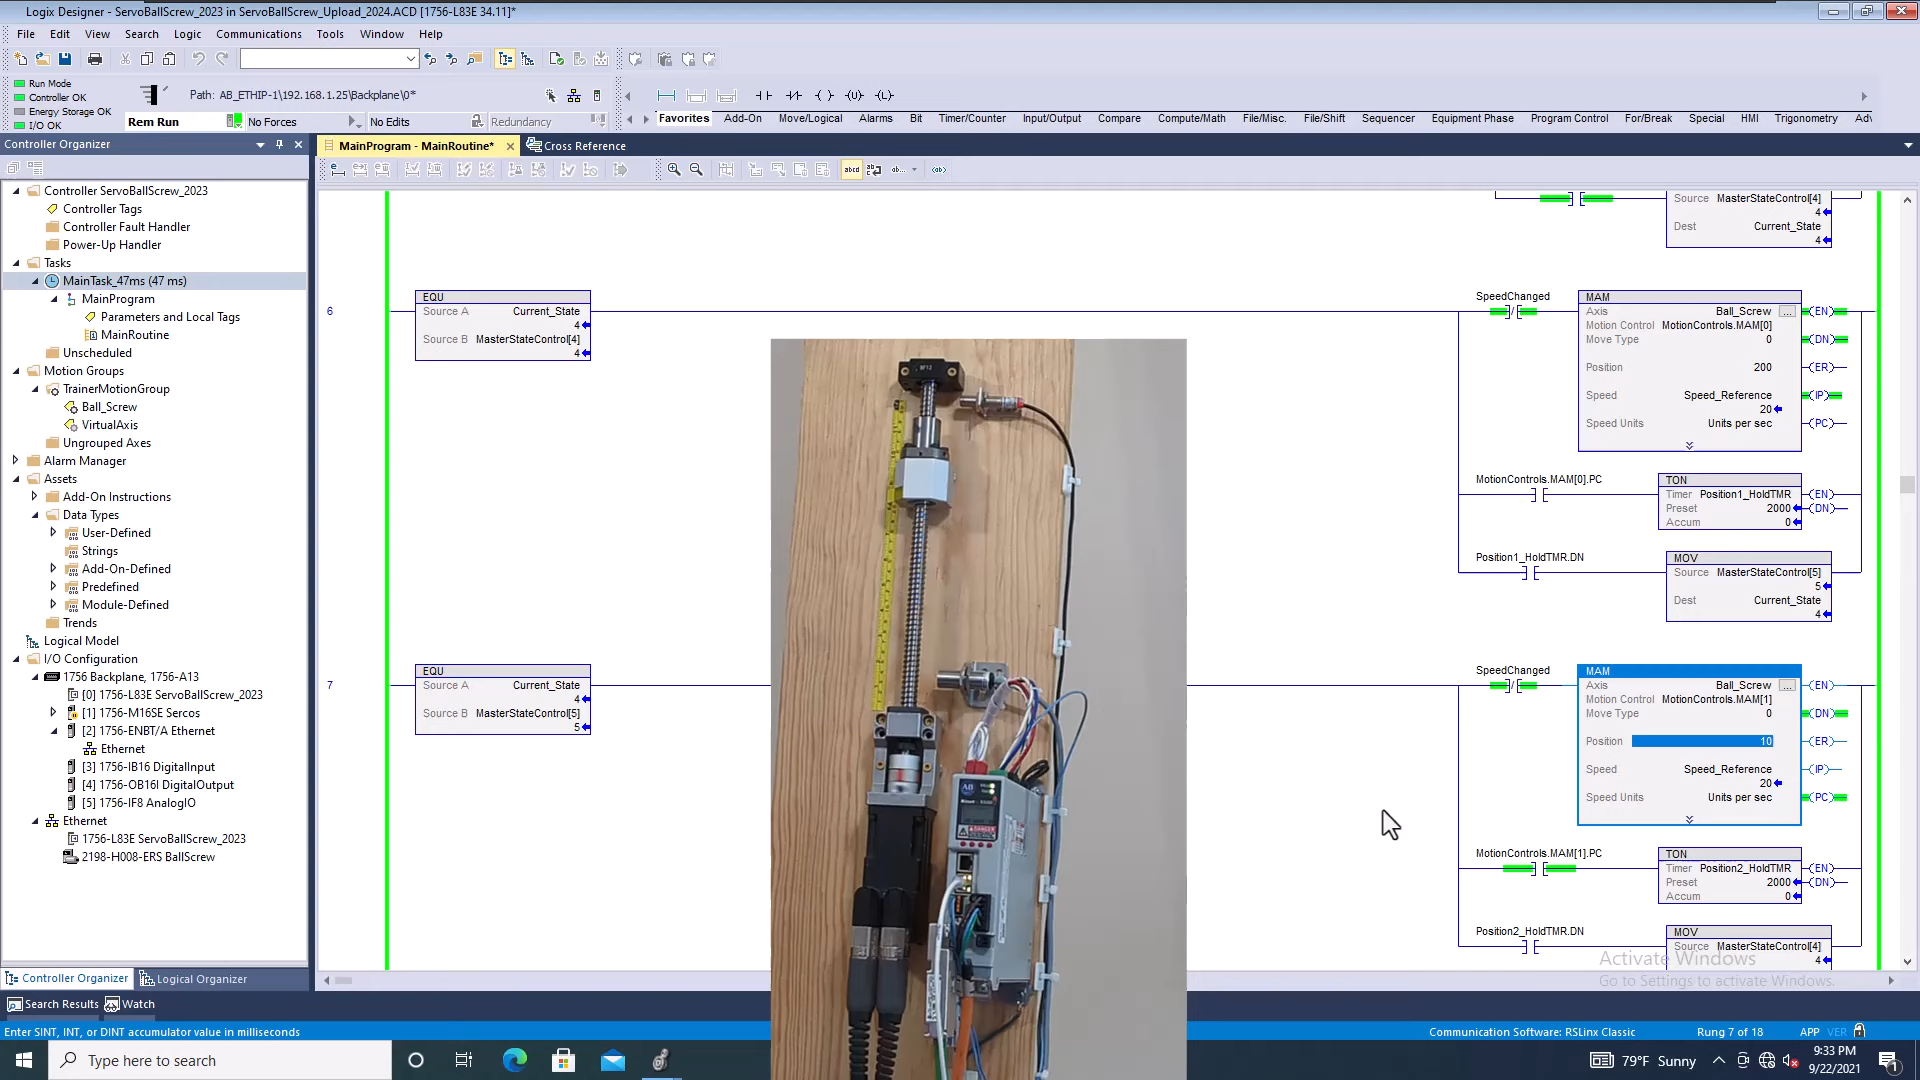 Logix Designer - ServoBallScrew_2023 in ServoBallScrew_Upload_2024.ACD [1756-L83E 34.11]*
File Edit View Search Logic Communications Tools Window Help
Run Mode
Controller OK
Energy Storage OK
I/O OK
Path: AB_ETHIP-1\192.168.1.25\Backplane\0*
Rem Run No Forces No Edits Redundancy
Favorites Add-On Move/Logical Alarms Bit Timer/Counter Input/Output Compare Compute/Math File/Misc. File/Shift Sequencer Equipment Phase Program Control For/Break Special HMI Trigonometry Adv
Controller Organizer
MainProgram - MainRoutine* Cross Reference
Controller ServoBallScrew_2023
Controller Tags
Controller Fault Handler
Power-Up Handler
Tasks
MainTask_47ms (47 ms)
MainProgram
Parameters and Local Tags
MainRoutine
Unscheduled
Motion Groups
TrainerMotionGroup
Ball_Screw
VirtualAxis
Ungrouped Axes
Alarm Manager
Assets
Add-On Instructions
Data Types
User-Defined
Strings
Add-On-Defined
Predefined
Module-Defined
Trends
Logical Model
I/O Configuration
1756 Backplane, 1756-A13
[0] 1756-L83E ServoBallScrew_2023
[1] 1756-M16SE Sercos
[2] 1756-ENBT/A Ethernet
Ethernet
[3] 1756-IB16 DigitalInput
[4] 1756-OB16I DigitalOutput
[5] 1756-IF8 AnalogIO
Ethernet
1756-L83E ServoBallScrew_2023
2198-H008-ERS BallScrew
Controller Organizer Logical Organizer
Source MasterStateControl[4]
4
Dest Current_State
4
6
EQU
Source A Current_State
4
Source B MasterStateControl[4]
4
SpeedChanged
MAM
Axis Ball_Screw ... EN
Motion Control MotionControls.MAM[0]
Move Type 0 DN
Position 200 ER
Speed Speed_Reference IP
20
Speed Units Units per sec PC
MotionControls.MAM[0].PC
TON
Timer Position1_HoldTMR EN
Preset 2000 DN
Accum 0
Position1_HoldTMR.DN
MOV
Source MasterStateControl[5]
5
Dest Current_State
4
7
EQU
Source A Current_State
4
Source B MasterStateControl[5]
5
SpeedChanged
MAM
Axis Ball_Screw ... EN
Motion Control MotionControls.MAM[1]
Move Type 0 DN
Position 10 ER
Speed Speed_Reference IP
20
Speed Units Units per sec PC
MotionControls.MAM[1].PC
TON
Timer Position2_HoldTMR EN
Preset 2000 DN
Accum 0
Position2_HoldTMR.DN
MOV
Source MasterStateControl[4]
4
BF12
AB
DANGER
Activate Windows
Go to Settings to activate Windows.
Search Results Watch
Enter SINT, INT, or DINT accumulator value in milliseconds
Communication Software: RSLinx Classic Rung 7 of 18 APP VER
Type here to search
79°F Sunny
9:33 PM
9/22/2021
1